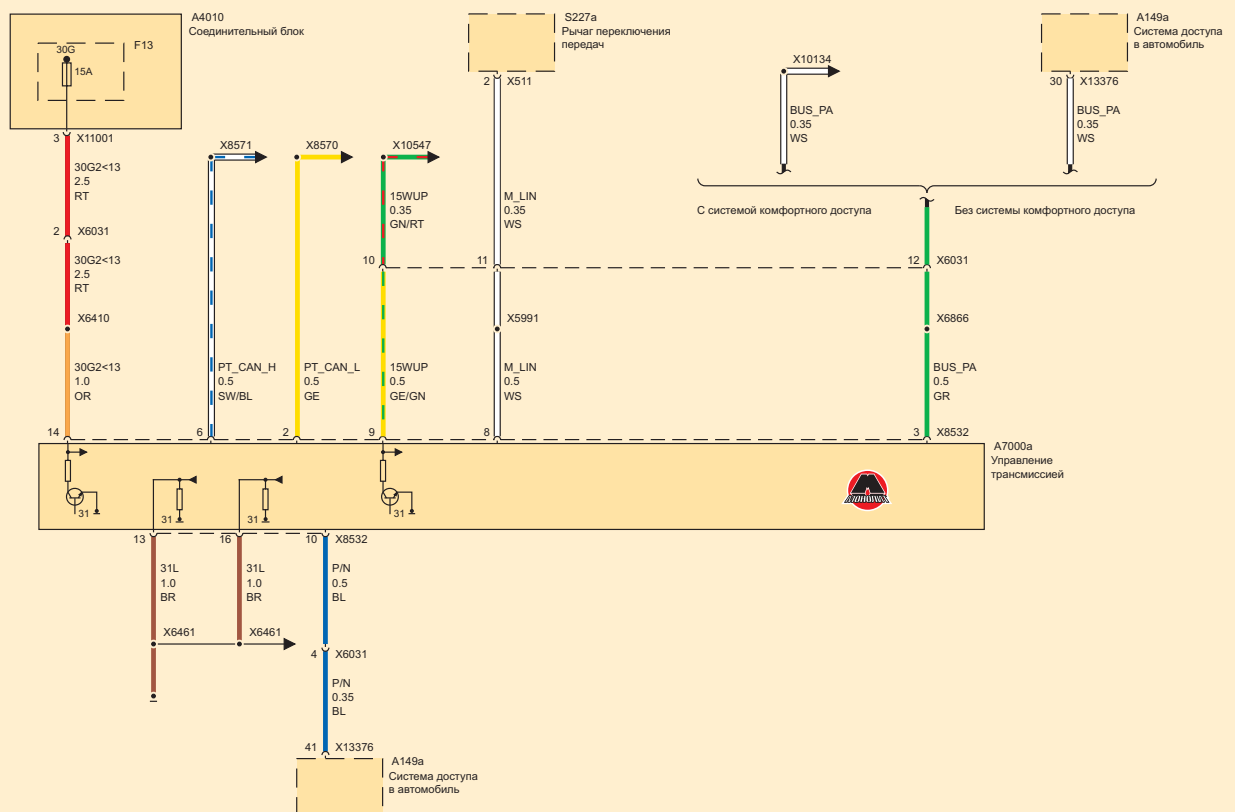 A4010
Соединительный блок
F13
30G
15A
3 X11001
30G2<13
2.5
RT
2 X6031
30G2<13
2.5
RT
X6410
30G2<13
1.0
OR
14
X8571
PT_CAN_H
0.5
SW/BL
6
X8570
PT_CAN_L
0.5
GE
2
X10547
15WUP
0.35
GN/RT
10
15WUP
0.5
GE/GN
9
S227a
Рычаг переключения
передач
2 X511
M_LIN
0.35
WS
11
X5991
M_LIN
0.5
WS
8
X10134
BUS_PA
0.35
WS
A149a
Система доступа
в автомобиль
30 X13376
BUS_PA
0.35
WS
С системой комфортного доступа
Без системы комфортного доступа
12 X6031
X6866
BUS_PA
0.5
GR
3 X8532
A7000a
Управление
трансмиссией
31
31
31
31
13
16
10 X8532
31L
1.0
BR
31L
1.0
BR
P/N
0.5
BL
X6461
X6461
4 X6031
P/N
0.35
BL
41 X13376
A149a
Система доступа
в автомобиль